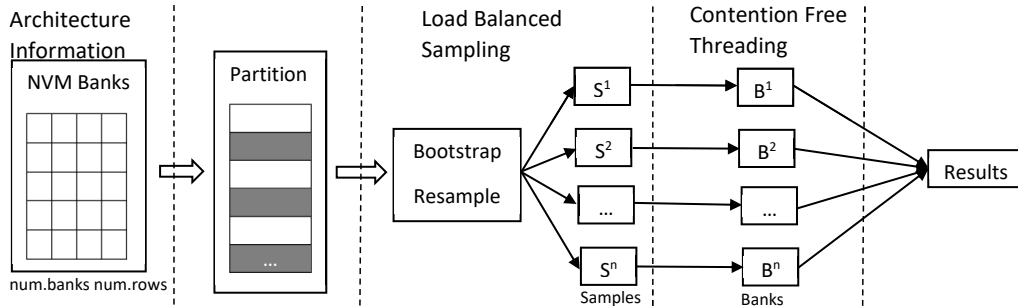 Architecture
Information
NVM Banks
num.banks num.rows
Partition
...
Load Balanced
Sampling
Bootstrap
Resample
S¹
S²
...
Sⁿ
Samples
Contention Free
Threading
B¹
B²
...
Bⁿ
Banks
Results